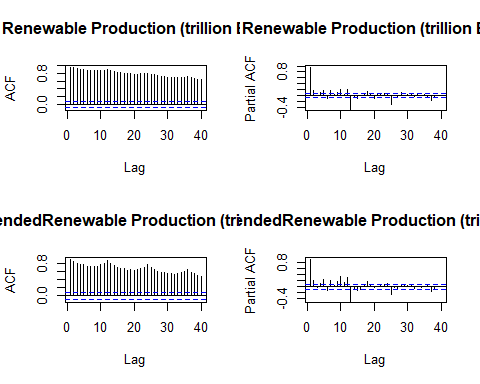 Renewable Production (trillion B
Renewable Production (trillion B
ACF
0.0 0.8
0 10 20 30 40
Lag
Partial ACF
-0.4 0.8
0 10 20 30 40
Lag
endedRenewable Production (tri
endedRenewable Production (tri
ACF
0.0 0.8
0 10 20 30 40
Lag
Partial ACF
-0.4 0.8
0 10 20 30 40
Lag